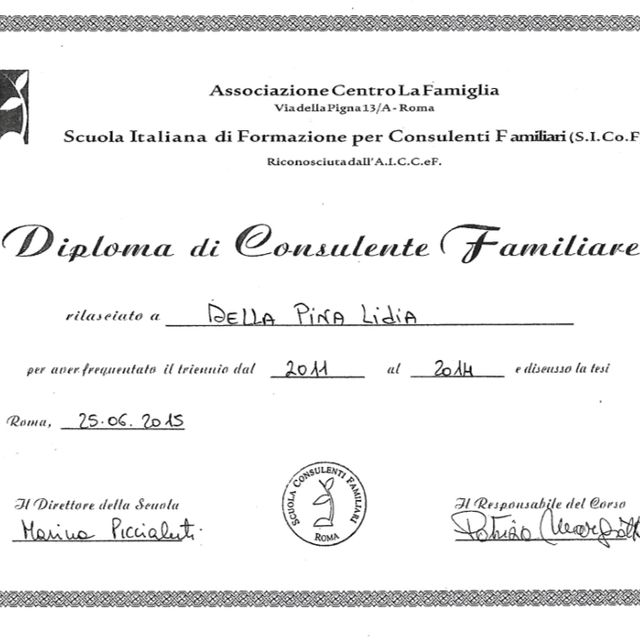 Associazione Centro La Famiglia
Via della Pigna 13/A - Roma
Scuola Italiana di Formazione per Consulenti Familiari (S.I.Co.F
Riconosciuta dall'A.I.C.C.eF.
Diploma di Consulente Familiare
rilasciato a DELLA PINA LIDIA
per aver frequentato il triennio dal 2011 al 2014 e discusso la tesi
Roma, 25.06.2015
SCUOLA CONSULENTI FAMILIARI
ROMA
Il Direttore della Scuola
Il Responsabile del Corso
Marina